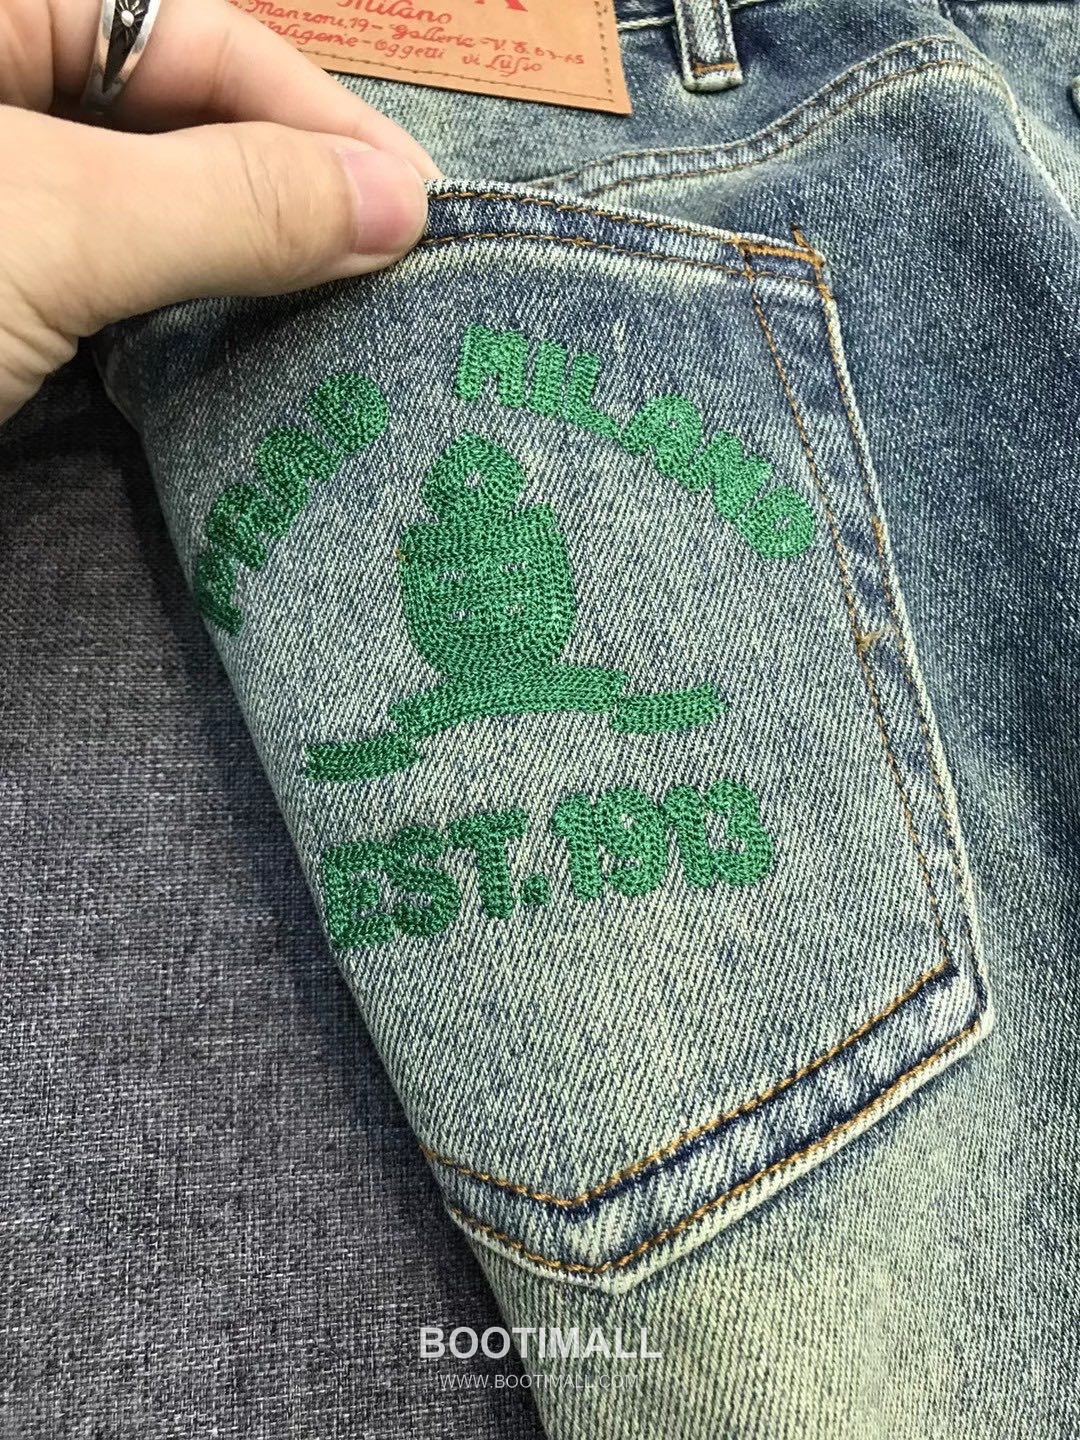 Milano
Manzoni, 19 - Galleria - V. E. 63-65
Valigerie - Oggetti di Lusso
MILANO
EST. 1913
BOOTIMALL
WWW.BOOTIMALL.COM